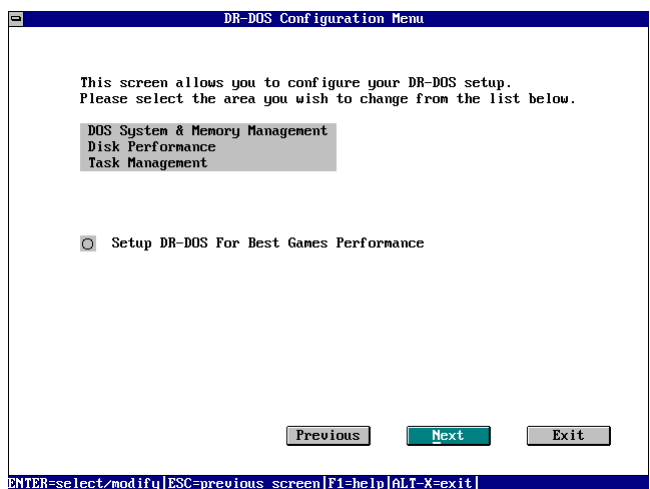 DR-DOS Configuration Menu
This screen allows you to configure your DR-DOS setup.
Please select the area you wish to change from the list below.
DOS System & Memory Management
Disk Performance
Task Management
Setup DR-DOS For Best Games Performance
Previous Next Exit
ENTER=select/modify|ESC=previous screen|F1=help|ALT-X=exit|